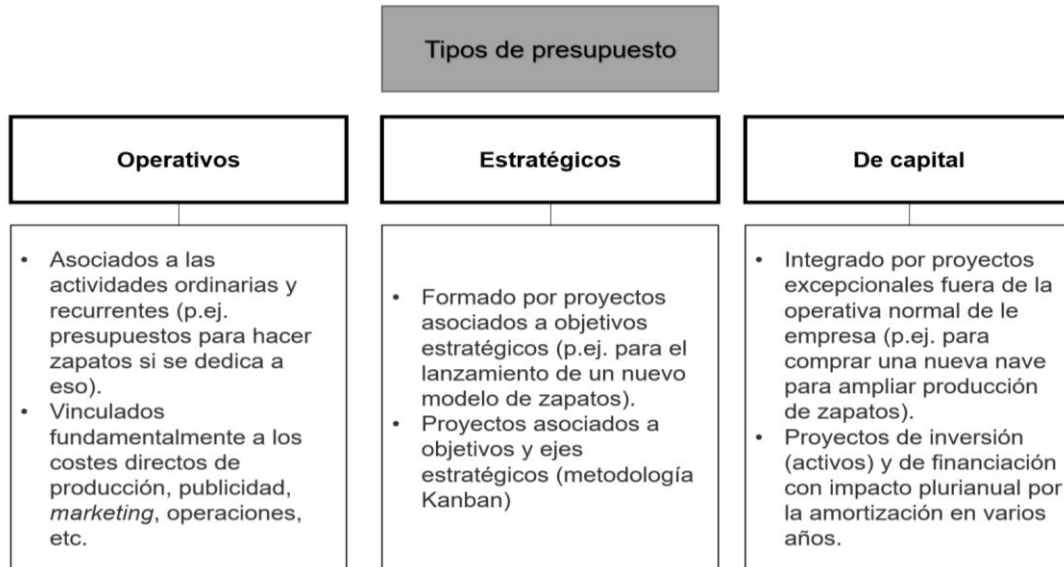 Tipos de presupuesto
Operativos
• Asociados a las
actividades ordinarias y
recurrentes (p.ej.
presupuestos para hacer
zapatos si se dedica a
eso).
• Vinculados
fundamentalmente a los
costes directos de
producción, publicidad,
marketing, operaciones,
etc.
Estratégicos
• Formado por proyectos
asociados a objetivos
estratégicos (p.ej. para el
lanzamiento de un nuevo
modelo de zapatos).
• Proyectos asociados a
objetivos y ejes
estratégicos (metodología
Kanban)
De capital
• Integrado por proyectos
excepcionales fuera de la
operativa normal de le
empresa (p.ej. para
comprar una nueva nave
para ampliar producción
de zapatos).
• Proyectos de inversión
(activos) y de financiación
con impacto plurianual por
la amortización en varios
años.